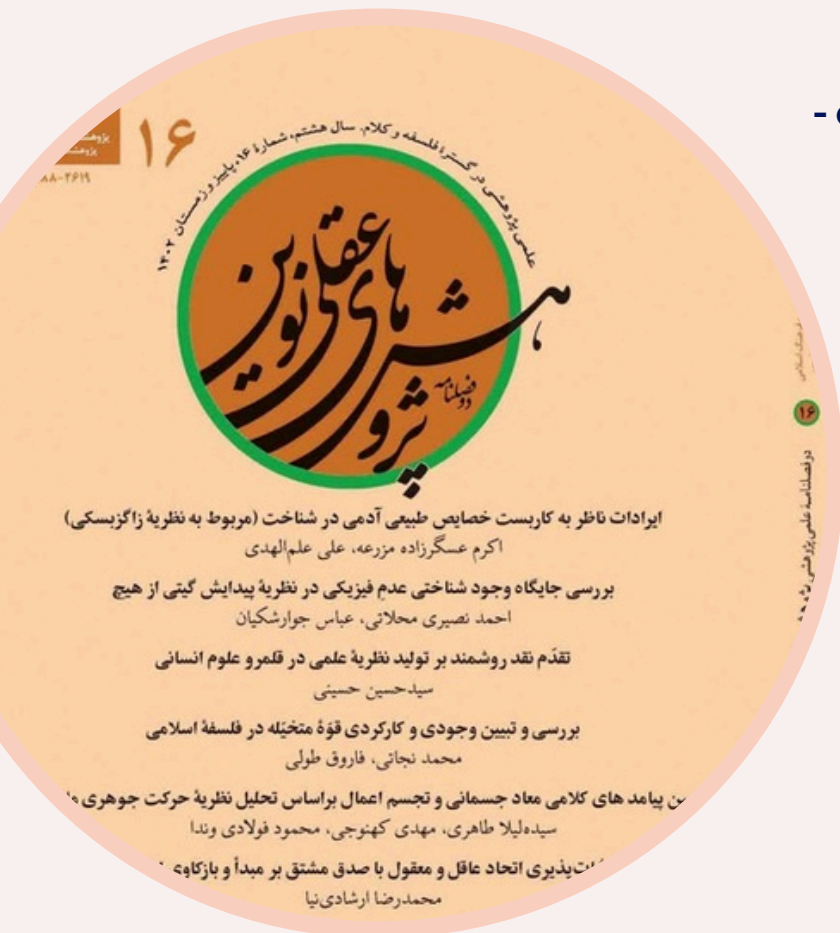 ۱۶
علمی پژوهشی در گسترهٔ فلسفه و کلام، سال هشتم، شمارهٔ ۱۶، پاییز و زمستان ۱۴۰۲
دوفصلنامه
پژوهش های عقلی نوین
ایرادات ناظر به کاربست خصایص طبیعی آدمی در شناخت (مربوط به نظریهٔ زاگزبسکی)
اکرم عسگرزاده مزرعه، علی علم‌الهدی
بررسی جایگاه وجود شناختی عدمِ فیزیکی در نظریهٔ پیدایش گیتی از هیچ
احمد نصیری محلاتی، عباس جوارشکیان
تقدّم نقد روشمند بر تولید نظریهٔ علمی در قلمرو علوم انسانی
سیدحسین حسینی
بررسی و تبیین وجودی و کارکردی قوّهٔ متخیّله در فلسفهٔ اسلامی
محمد نجاتی، فاروق طولی
پیامد های کلامی معاد جسمانی و تجسم اعمال براساس تحلیل نظریهٔ حرکت جوهری
سیده‌لیلا طاهری، مهدی کهنوجی، محمود فولادی وندا
اتحاد عاقل و معقول با صدق مشتق بر مبدأ و بازکاوی
محمدرضا ارشادی‌نیا
۱۶
دوفصلنامهٔ علمی پژوهشی